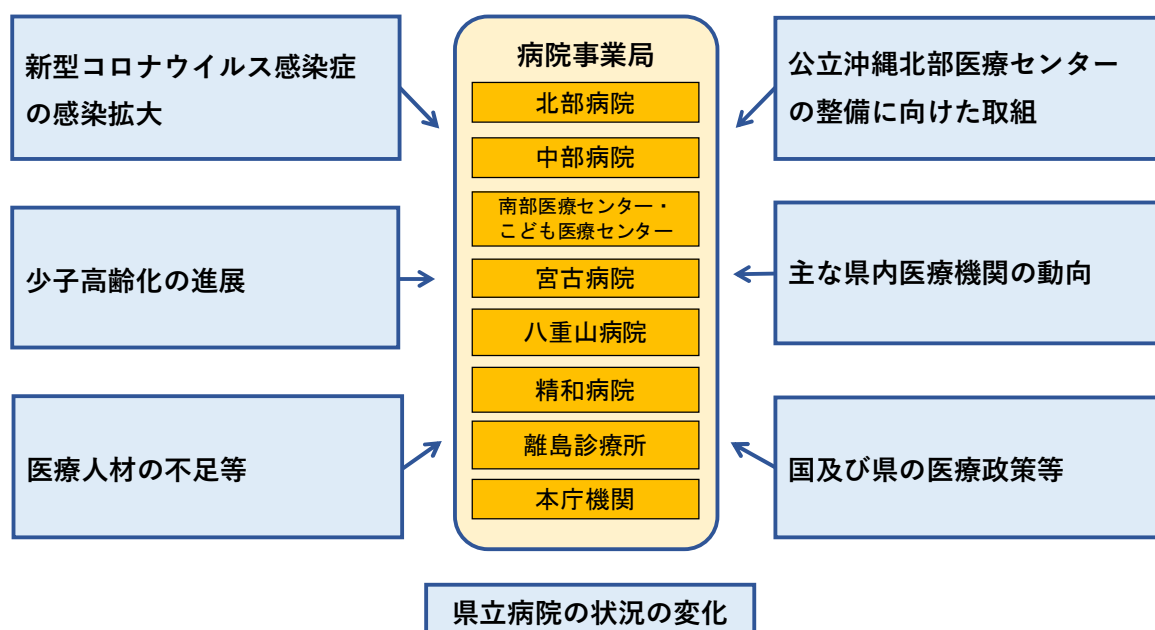 新型コロナウイルス感染症
の感染拡大
少子高齢化の進展
医療人材の不足等
病院事業局
北部病院
中部病院
南部医療センター・
こども医療センター
宮古病院
八重山病院
精和病院
離島診療所
本庁機関
公立沖縄北部医療センター
の整備に向けた取組
主な県内医療機関の動向
国及び県の医療政策等
県立病院の状況の変化